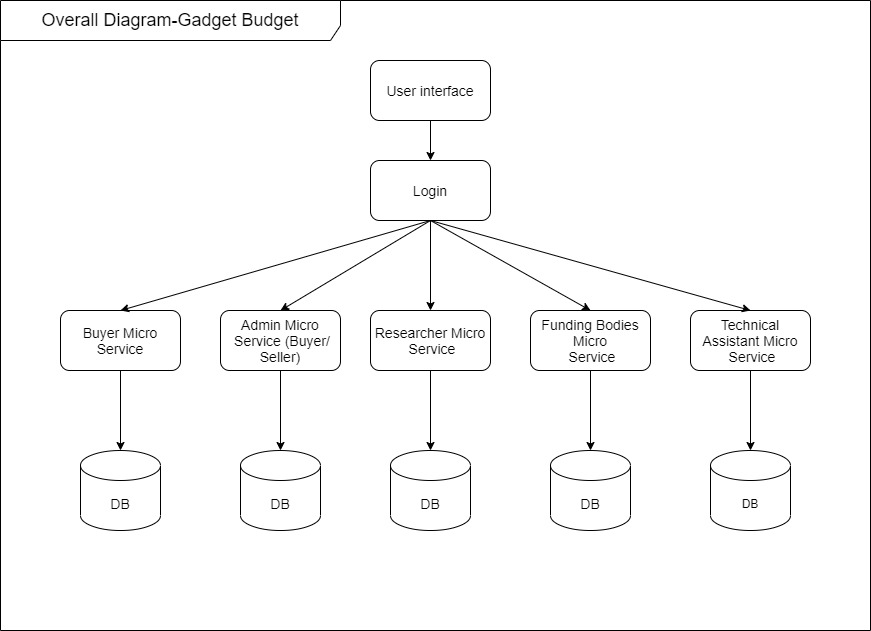 Overall Diagram-Gadget Budget
User interface
Login
Buyer Micro
Service
Admin Micro
Service (Buyer/
Seller)
Researcher Micro
Service
Funding Bodies
Micro
Service
Technical
Assistant Micro
Service
DB
DB
DB
DB
DB